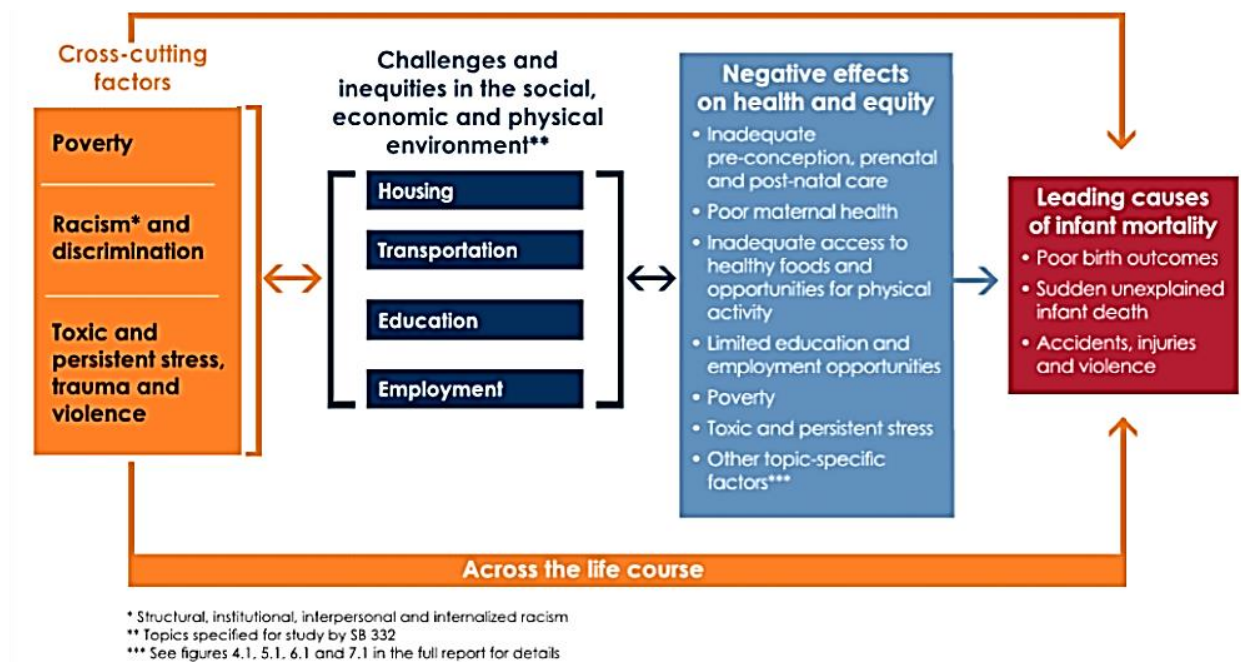 Cross-cutting
factors
Poverty
Racism* and
discrimination
Toxic and
persistent stress,
trauma and
violence
Challenges and
inequities in the social,
economic and physical
environment**
Housing
Transportation
Education
Employment
Negative effects
on health and equity
• Inadequate
pre-conception, prenatal
and post-natal care
• Poor maternal health
• Inadequate access to
healthy foods and
opportunities for physical
activity
• Limited education and
employment opportunities
• Poverty
• Toxic and persistent stress
• Other topic-specific
factors***
Leading causes
of infant mortality
• Poor birth outcomes
• Sudden unexplained
infant death
• Accidents, injuries
and violence
Across the life course
* Structural, institutional, interpersonal and internalized racism
** Topics specified for study by SB 332
*** See figures 4.1, 5.1, 6.1 and 7.1 in the full report for details